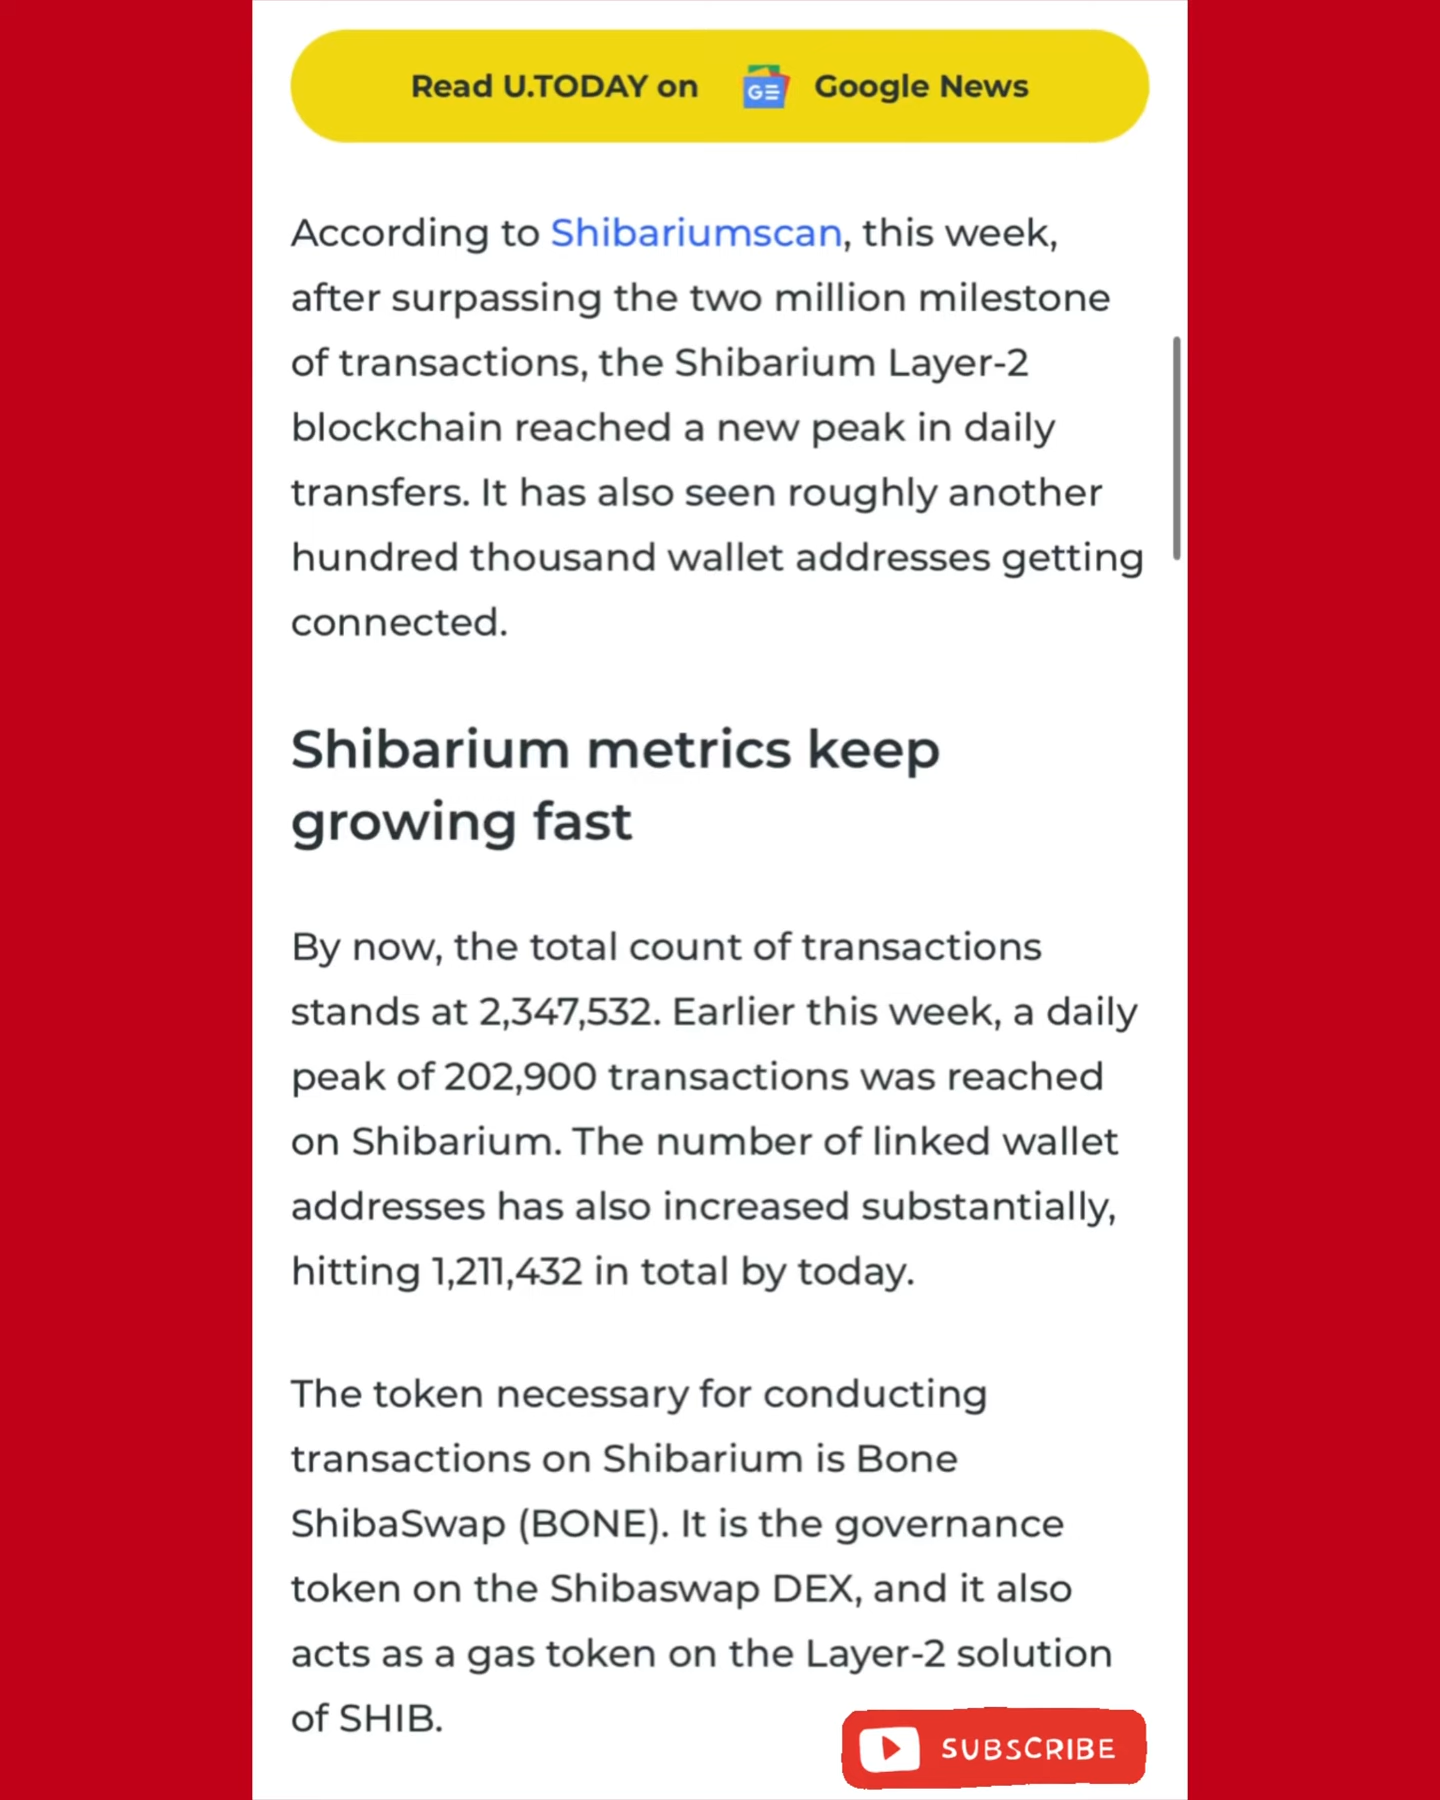 Read U.TODAY on GE Google News
According to Shibariumscan, this week,
after surpassing the two million milestone
of transactions, the Shibarium Layer-2
blockchain reached a new peak in daily
transfers. It has also seen roughly another
hundred thousand wallet addresses getting
connected.
Shibarium metrics keep
growing fast
By now, the total count of transactions
stands at 2,347,532. Earlier this week, a daily
peak of 202,900 transactions was reached
on Shibarium. The number of linked wallet
addresses has also increased substantially,
hitting 1,211,432 in total by today.
The token necessary for conducting
transactions on Shibarium is Bone
ShibaSwap (BONE). It is the governance
token on the Shibaswap DEX, and it also
acts as a gas token on the Layer-2 solution
of SHIB.
SUBSCRIBE